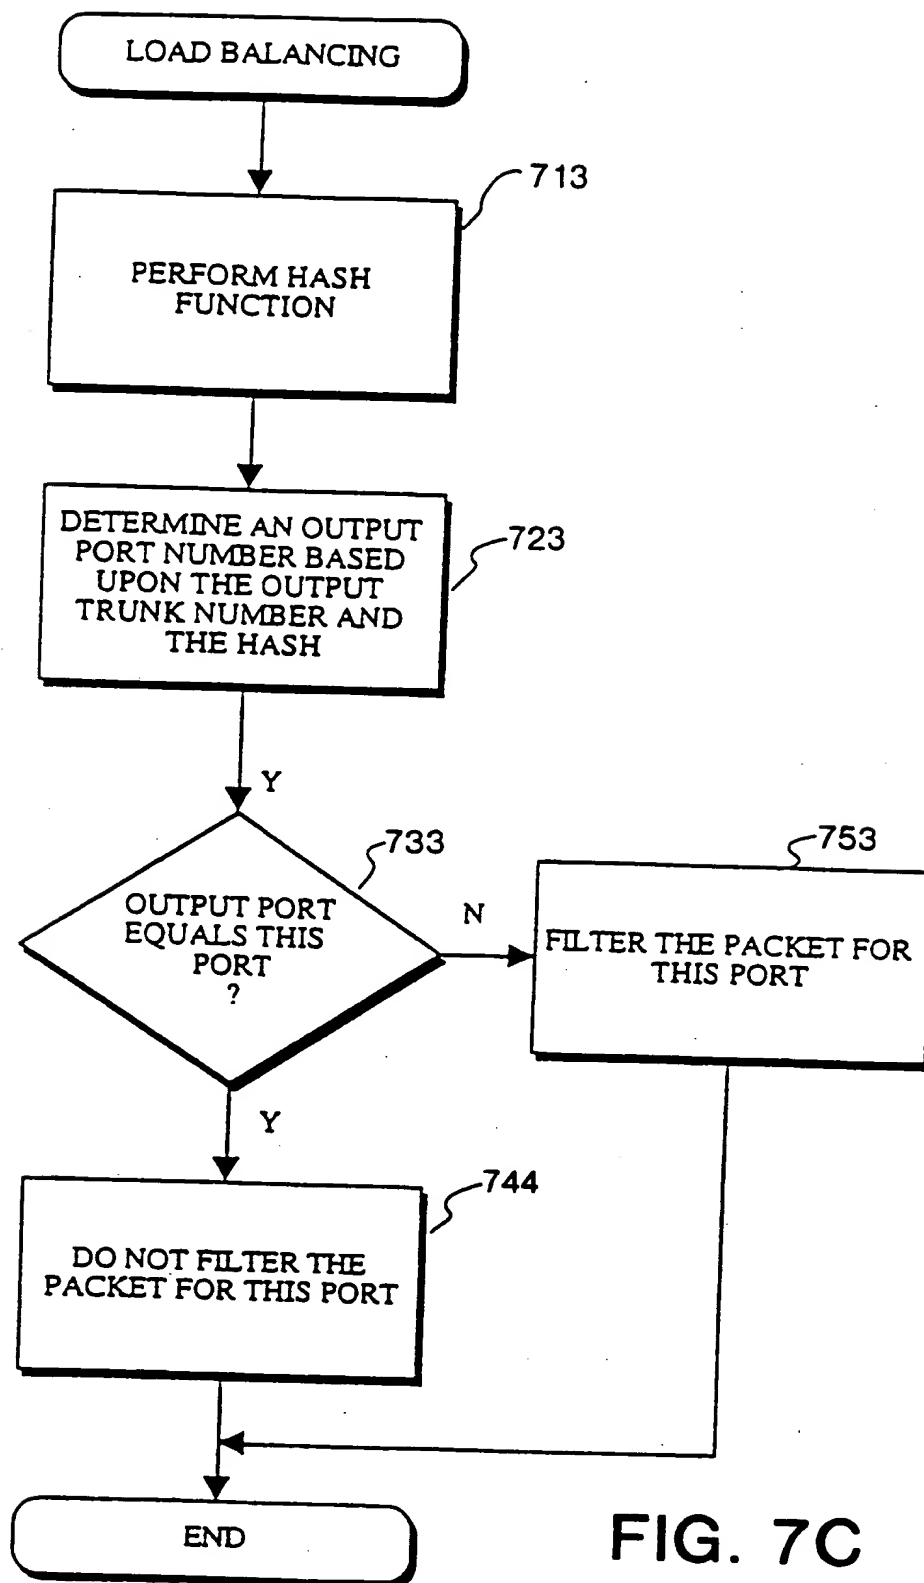 LOAD BALANCING
713
PERFORM HASH
FUNCTION
DETERMINE AN OUTPUT
PORT NUMBER BASED
UPON THE OUTPUT
TRUNK NUMBER AND
THE HASH
723
Y
733
753
OUTPUT PORT
EQUALS THIS
PORT
?
N
FILTER THE PACKET FOR
THIS PORT
Y
744
DO NOT FILTER THE
PACKET FOR THIS PORT
END
FIG. 7C